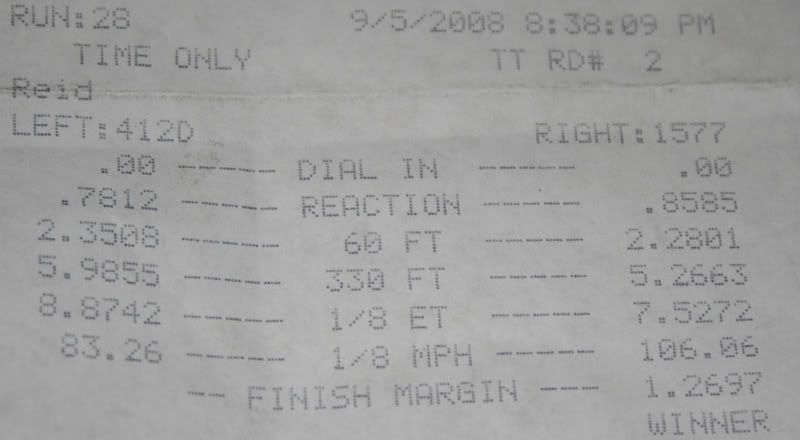 RUN:28 9/5/2008 8:38:09 PM
TIME ONLY TT RD# 2
Reid
LEFT:412D RIGHT:1577
.00 ----- DIAL IN ----- .00
.7812 ----- REACTION ----- .8585
2.3508 ----- 60 FT ----- 2.2801
5.9855 ----- 330 FT ----- 5.2663
8.8742 ----- 1/8 ET ----- 7.5272
83.26 ----- 1/8 MPH ----- 106.06
-- FINISH MARGIN --- 1.2697
WINNER